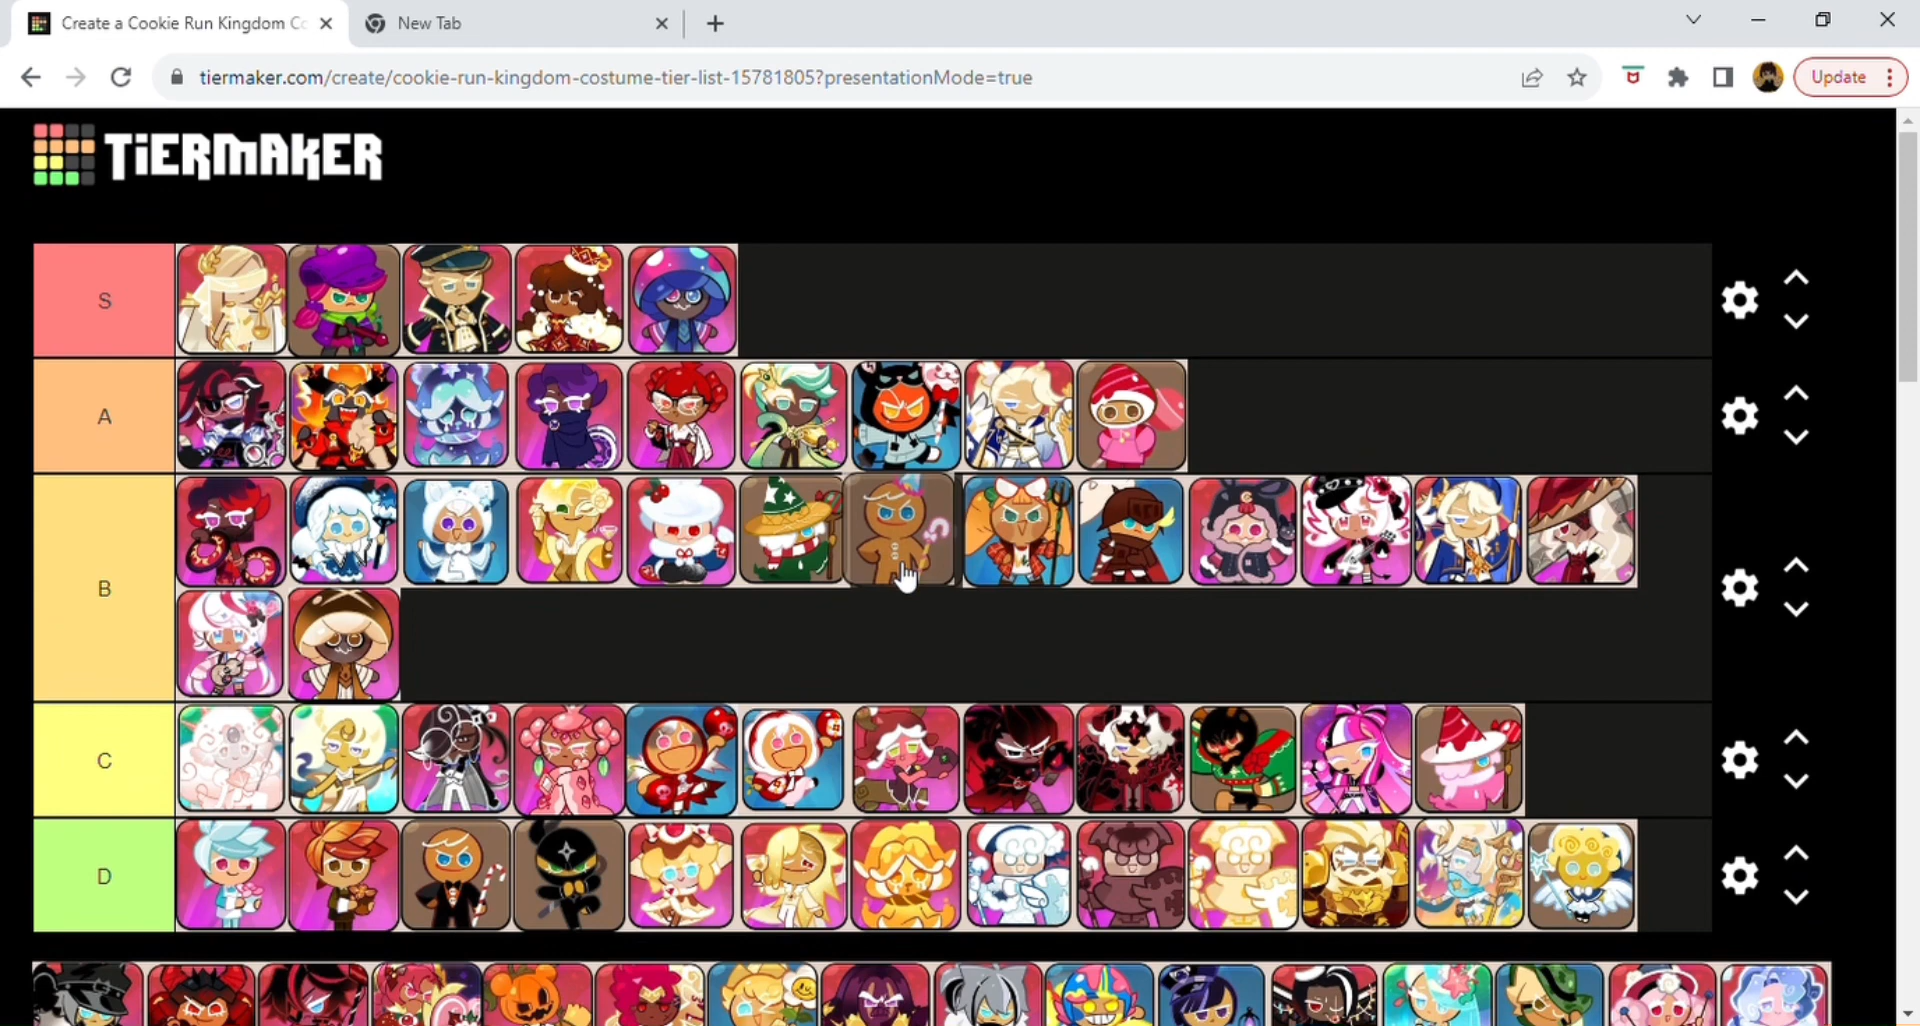 Create a Cookie Run Kingdom Co
New Tab
tiermaker.com/create/cookie-run-kingdom-costume-tier-list-15781805?presentationMode=true
Update
TiERMAKER
S
A
B
C
D